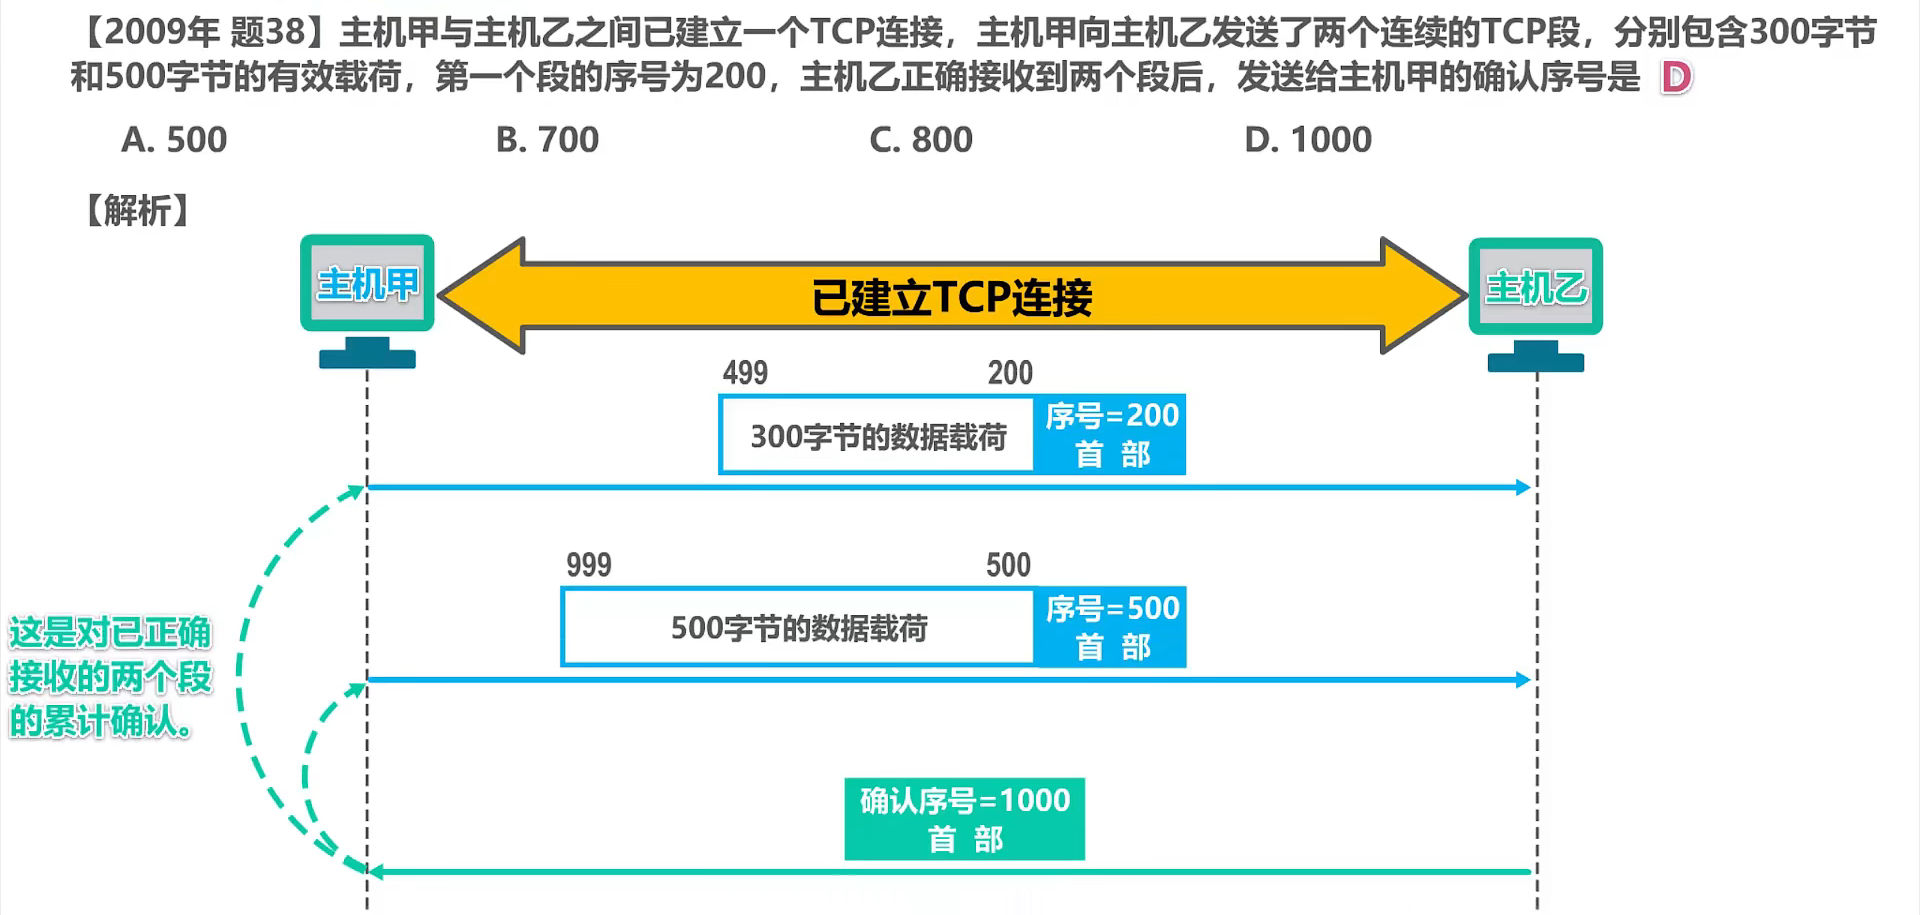 【2009年 题38】主机甲与主机乙之间已建立一个TCP连接，主机甲向主机乙发送了两个连续的TCP段，分别包含300字节
和500字节的有效载荷，第一个段的序号为200，主机乙正确接收到两个段后，发送给主机甲的确认序号是 D
A. 500 B. 700 C. 800 D. 1000
【解析】
主机甲
已建立TCP连接
主机乙
499 200
300字节的数据载荷
序号=200
首 部
999 500
500字节的数据载荷
序号=500
首 部
这是对已正确
接收的两个段
的累计确认。
确认序号=1000
首 部